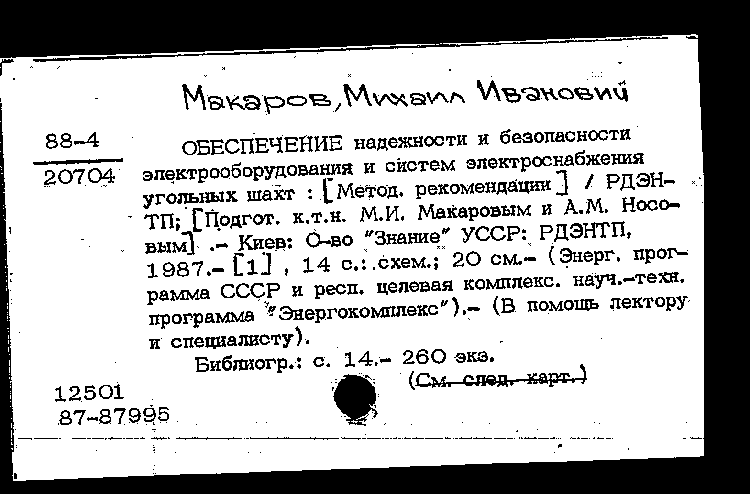 Макаров, Михаил Иванович
88-4
20704
ОБЕСПЕЧЕНИЕ надежности и безопасности
электрооборудования и систем электроснабжения
угольных шахт : [Метод. рекомендации] / РДЭН-
ТП; [Подгот. к.т.н. М.И. Макаровым и А.М. Носо-
вым] .- Киев: О-во "Знание" УССР: РДЭНТП,
1987.- [1] , 14 с.: схем.; 20 см.- (Энерг. прог-
рамма СССР и респ. целевая комплекс. науч.-техн.
программа "Энергокомплекс").- (В помощь лектору
и специалисту).
Библиогр.: с. 14.- 260 экз.
(См. след. карт.)
12501
87-87995